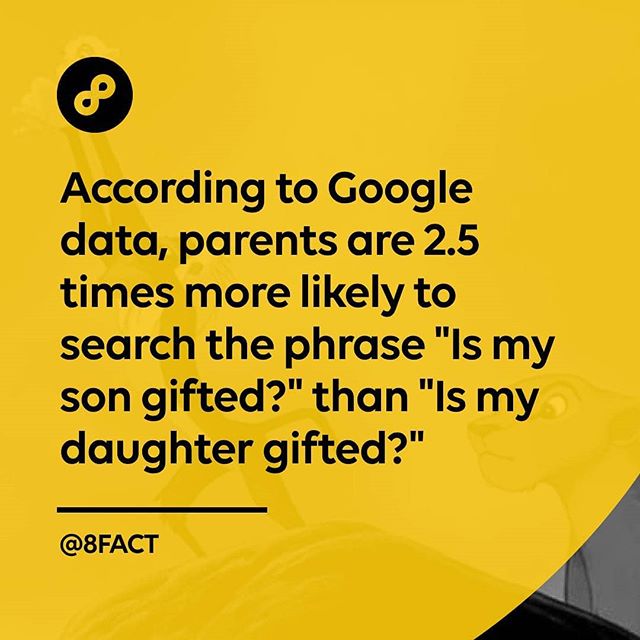 According to Google
data, parents are 2.5
times more likely to
search the phrase "Is my
son gifted?" than "Is my
daughter gifted?"
@8FACT